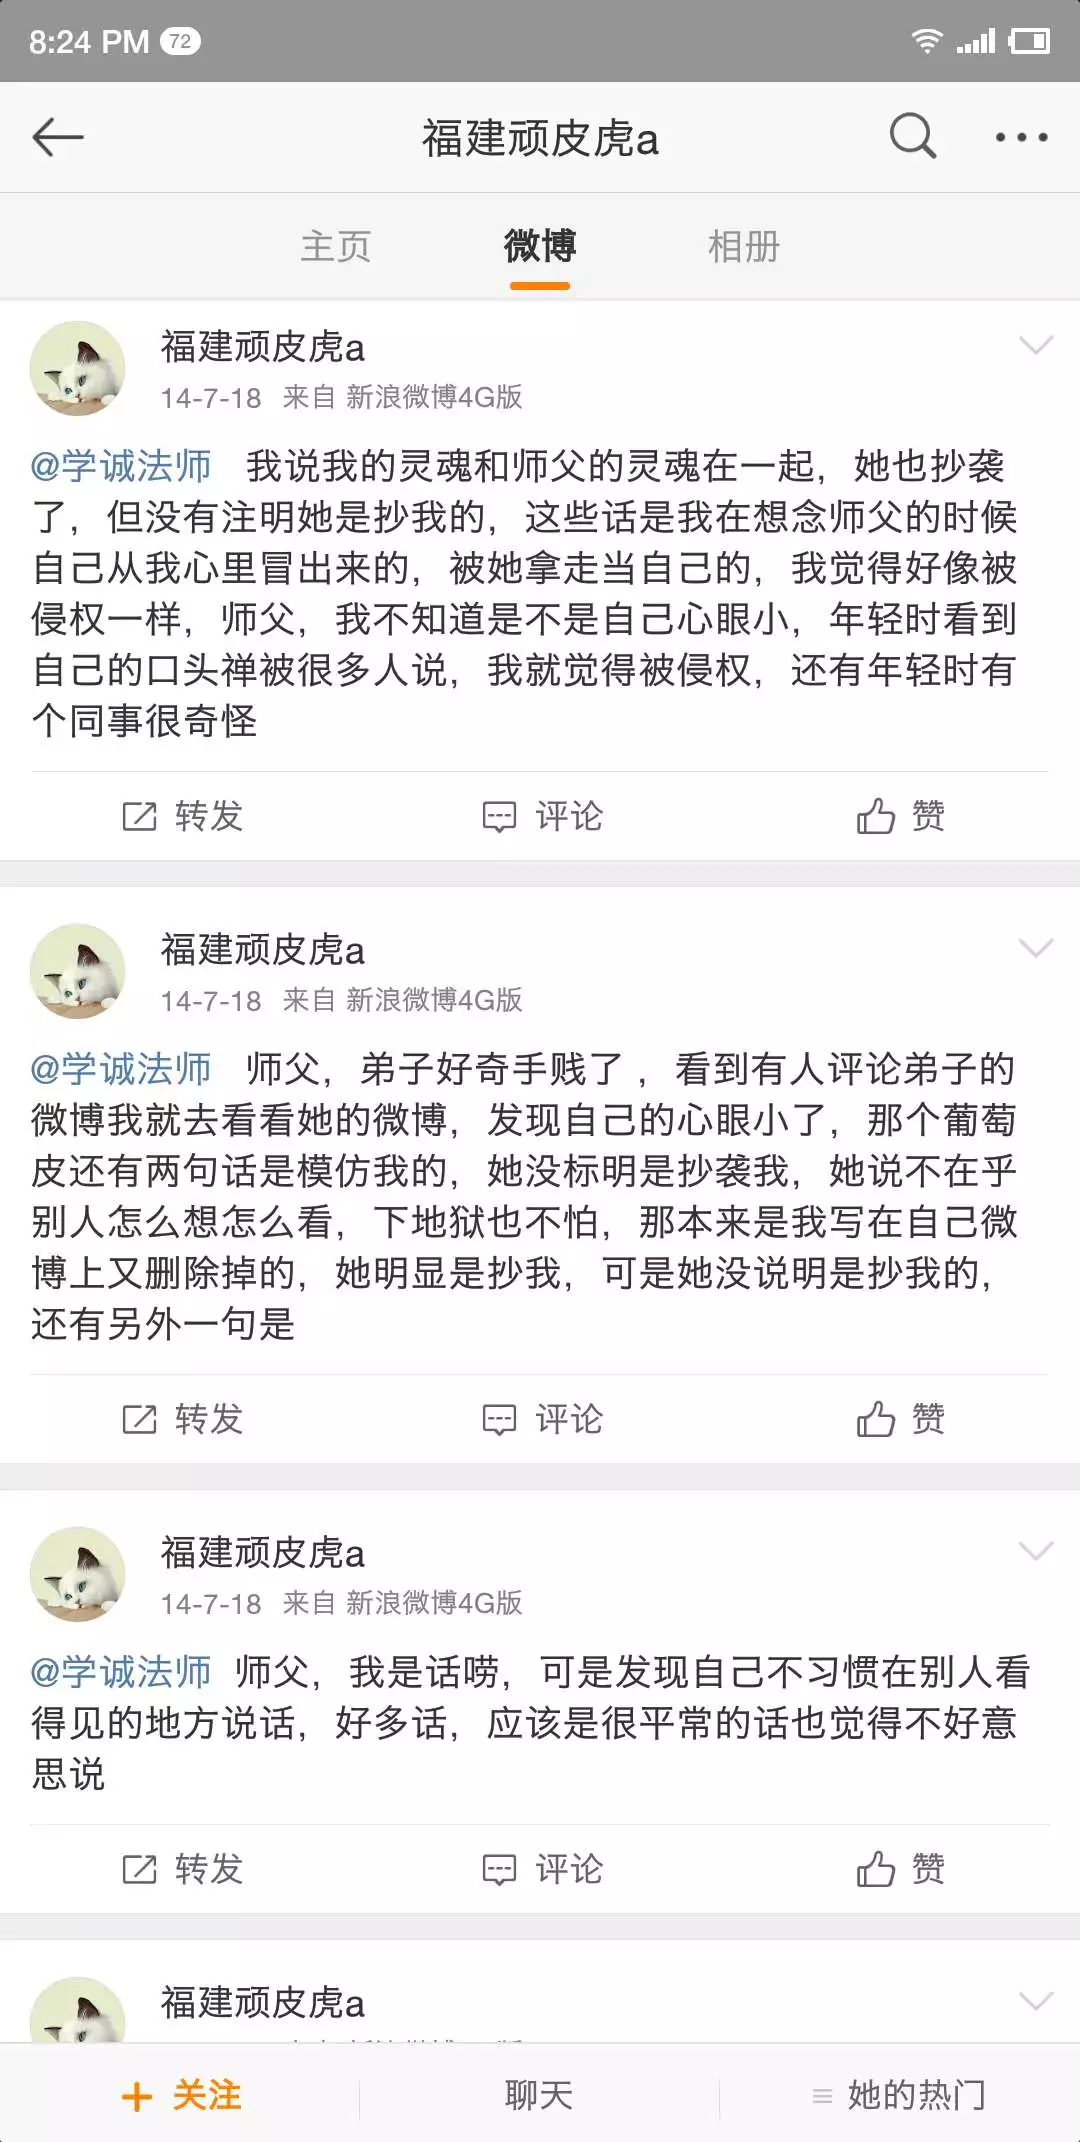 8:24 PM 72
福建顽皮虎a
主页 微博 相册
福建顽皮虎a
14-7-18 来自 新浪微博4G版
@学诚法师 我说我的灵魂和师父的灵魂在一起，她也抄袭
了，但没有注明她是抄我的，这些话是我在想念师父的时候
自己从我心里冒出来的，被她拿走当自己的，我觉得好像被
侵权一样，师父，我不知道是不是自己心眼小，年轻时看到
自己的口头禅被很多人说，我就觉得被侵权，还有年轻时有
个同事很奇怪
转发 评论 赞
福建顽皮虎a
14-7-18 来自 新浪微博4G版
@学诚法师 师父，弟子好奇手贱了，看到有人评论弟子的
微博我就去看看她的微博，发现自己的心眼小了，那个葡萄
皮还有两句话是模仿我的，她没标明是抄袭我，她说不在乎
别人怎么想怎么看，下地狱也不怕，那本来是我写在自己微
博上又删除掉的，她明显是抄我，可是她没说明是抄我的，
还有另外一句是
转发 评论 赞
福建顽皮虎a
14-7-18 来自 新浪微博4G版
@学诚法师 师父，我是话唠，可是发现自己不习惯在别人看
得见的地方说话，好多话，应该是很平常的话也觉得不好意
思说
转发 评论 赞
福建顽皮虎a
关注 聊天 她的热门